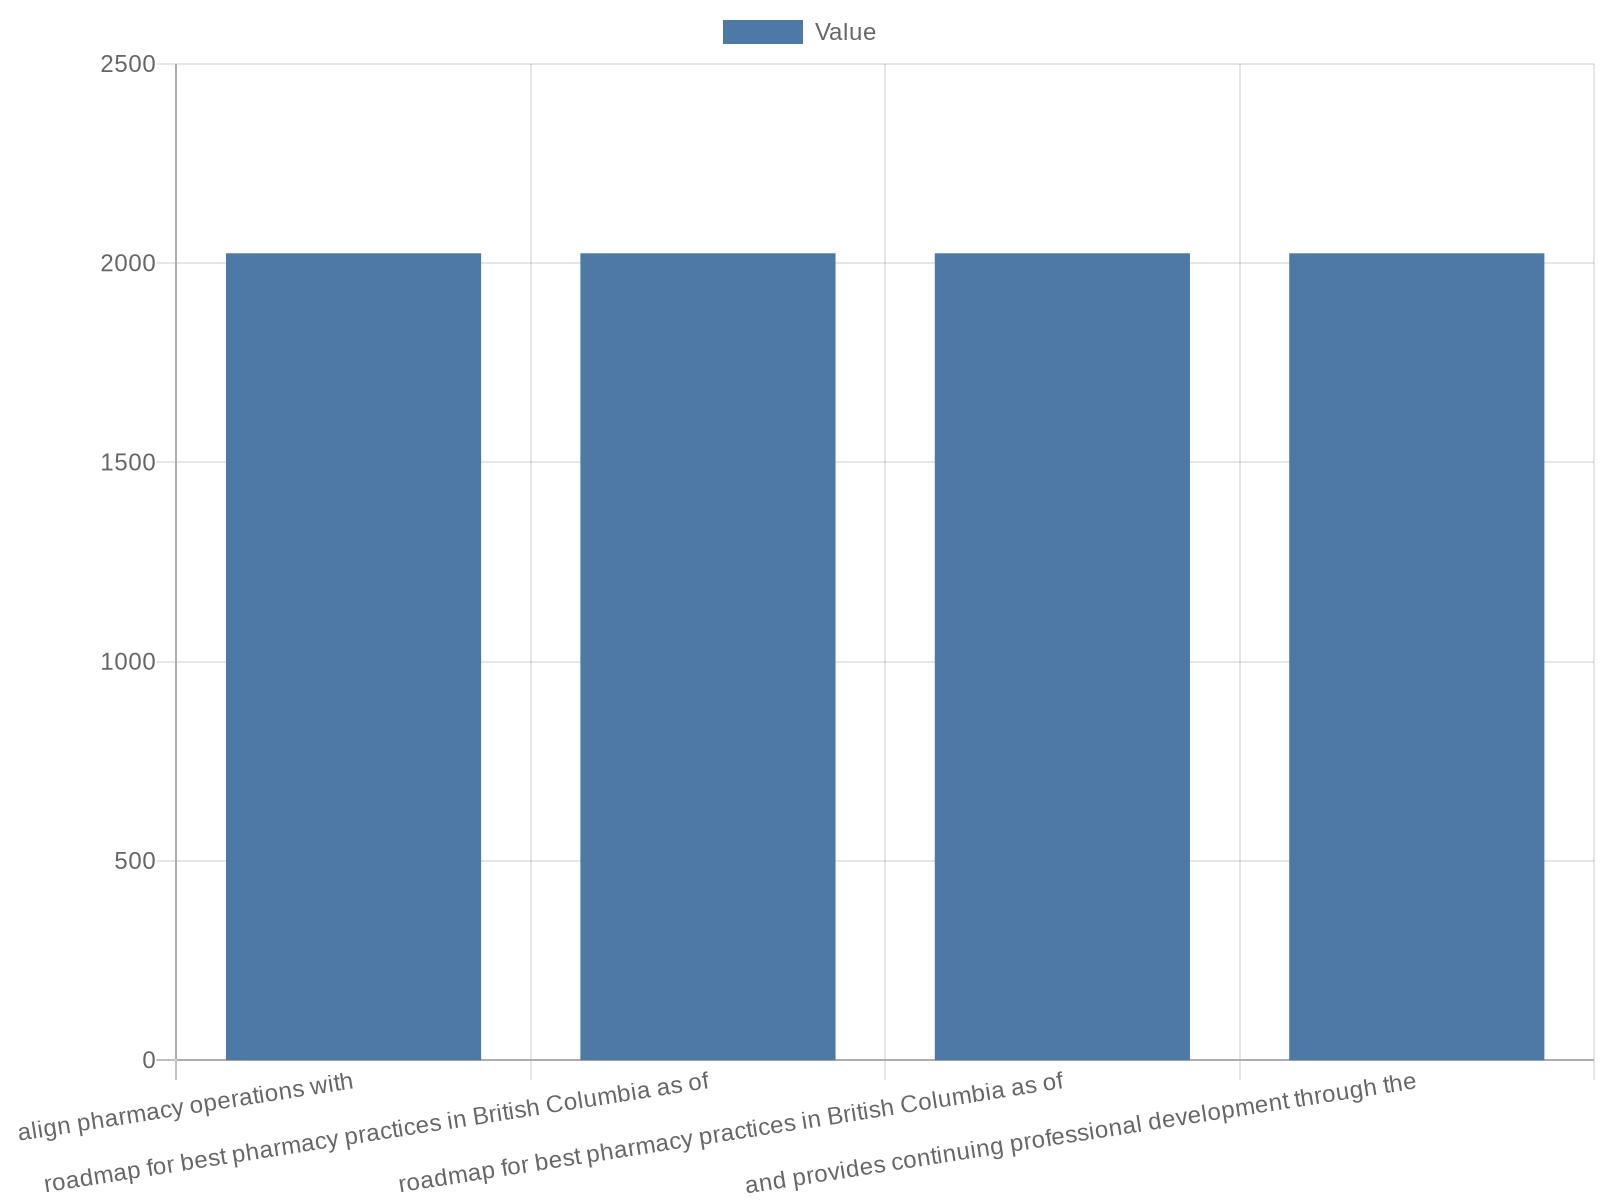 Value
2500
2000
1500
1000
500
0
align pharmacy operations with
roadmap for best pharmacy practices in British Columbia as of
roadmap for best pharmacy practices in British Columbia as of
and provides continuing professional development through the